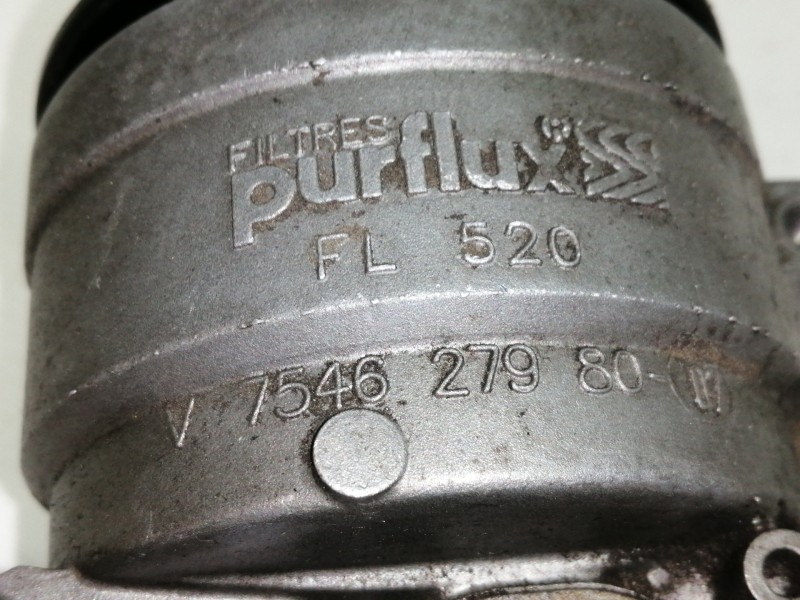 FILTRES
purflux®
FL 520
V 7546 279 80-